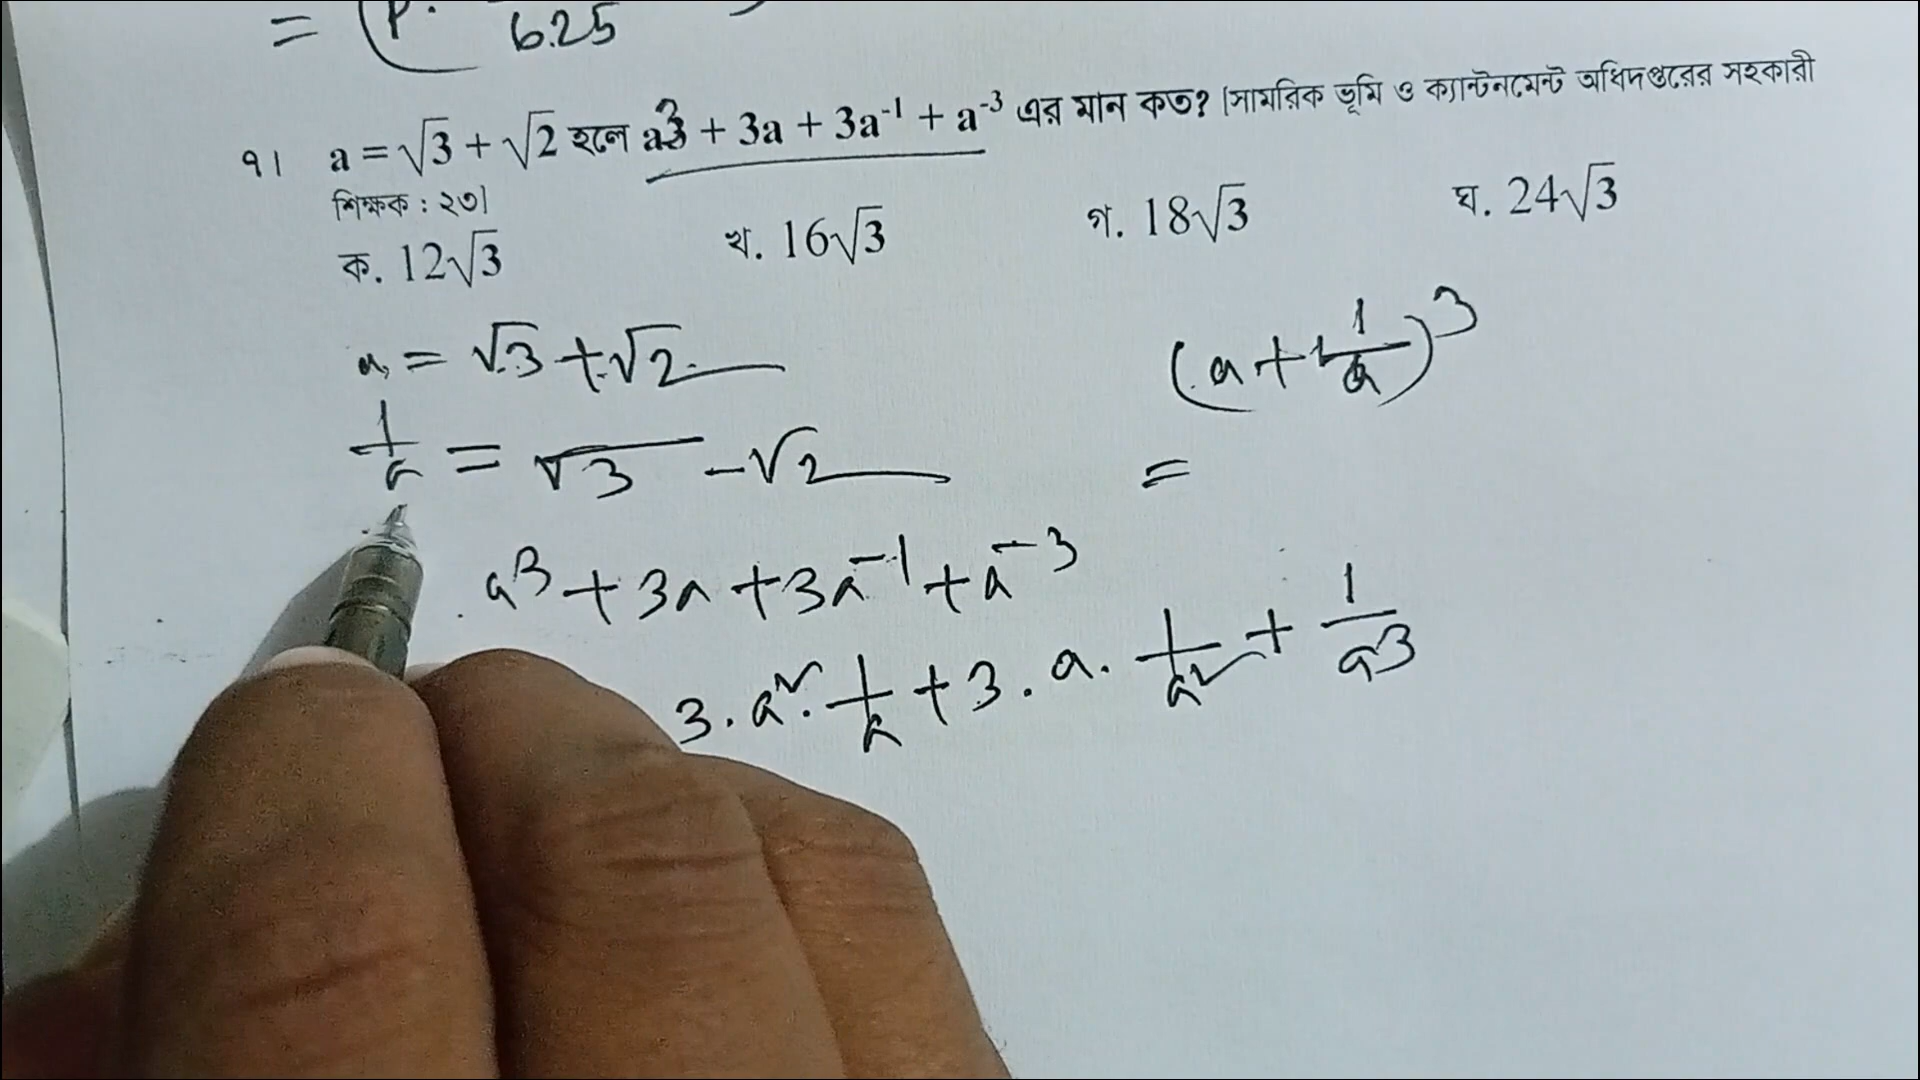 = (P.
625
৭। a = √3 + √2 হলে a³ + 3a + 3a⁻¹ + a⁻³ এর মান কত? [সামরিক ভূমি ও ক্যান্টনমেন্ট অধিদপ্তরের সহকারী
শিক্ষক : ২৩]
ক. 12√3 খ. 16√3 গ. 18√3 ঘ. 24√3
a = √3 + √2
(a + 1/a)³
1/a = √3 - √2
=
a³ + 3a + 3a⁻¹ + a⁻³
3 . a² . 1/a + 3 . a . 1/a² + 1/a³